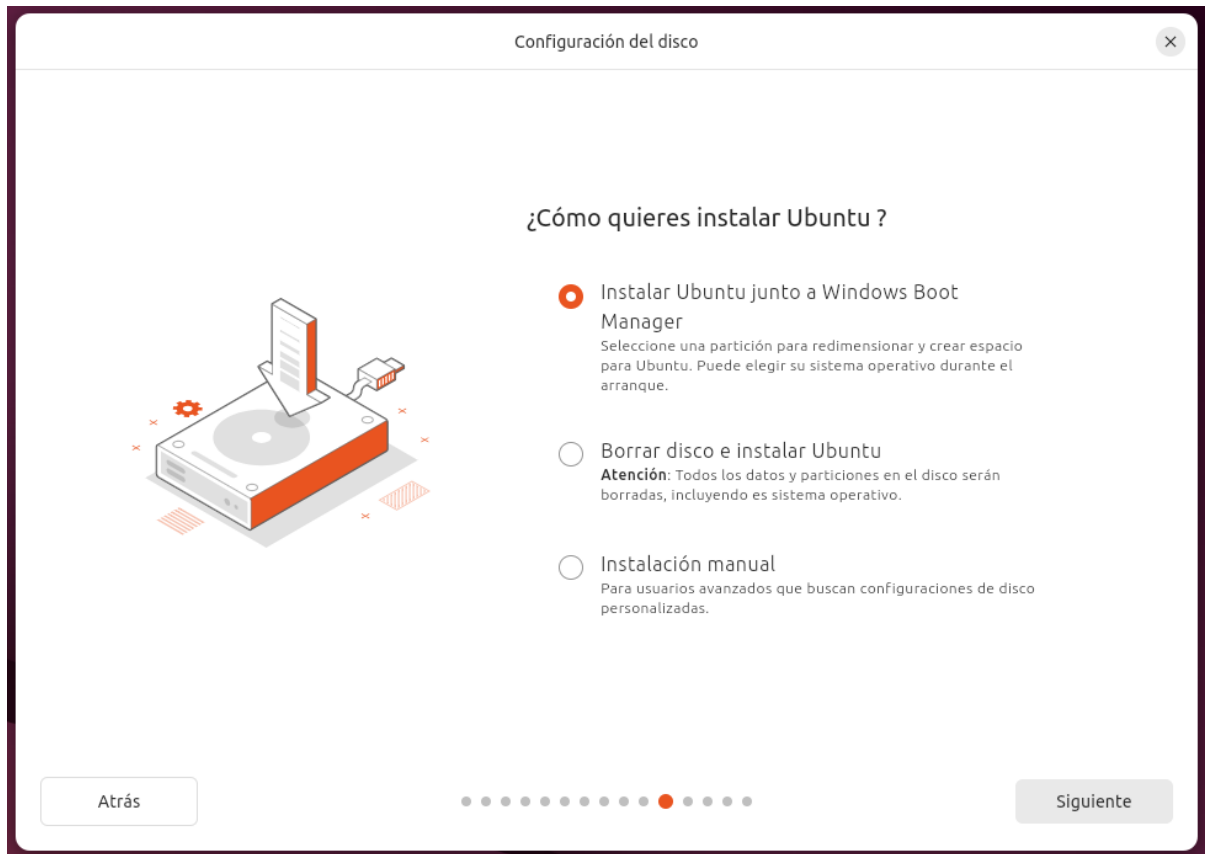 Configuración del disco
¿Cómo quieres instalar Ubuntu ?
Instalar Ubuntu junto a Windows Boot
Manager
Seleccione una partición para redimensionar y crear espacio
para Ubuntu. Puede elegir su sistema operativo durante el
arranque.
Borrar disco e instalar Ubuntu
Atención: Todos los datos y particiones en el disco serán
borradas, incluyendo es sistema operativo.
Instalación manual
Para usuarios avanzados que buscan configuraciones de disco
personalizadas.
Atrás
Siguiente